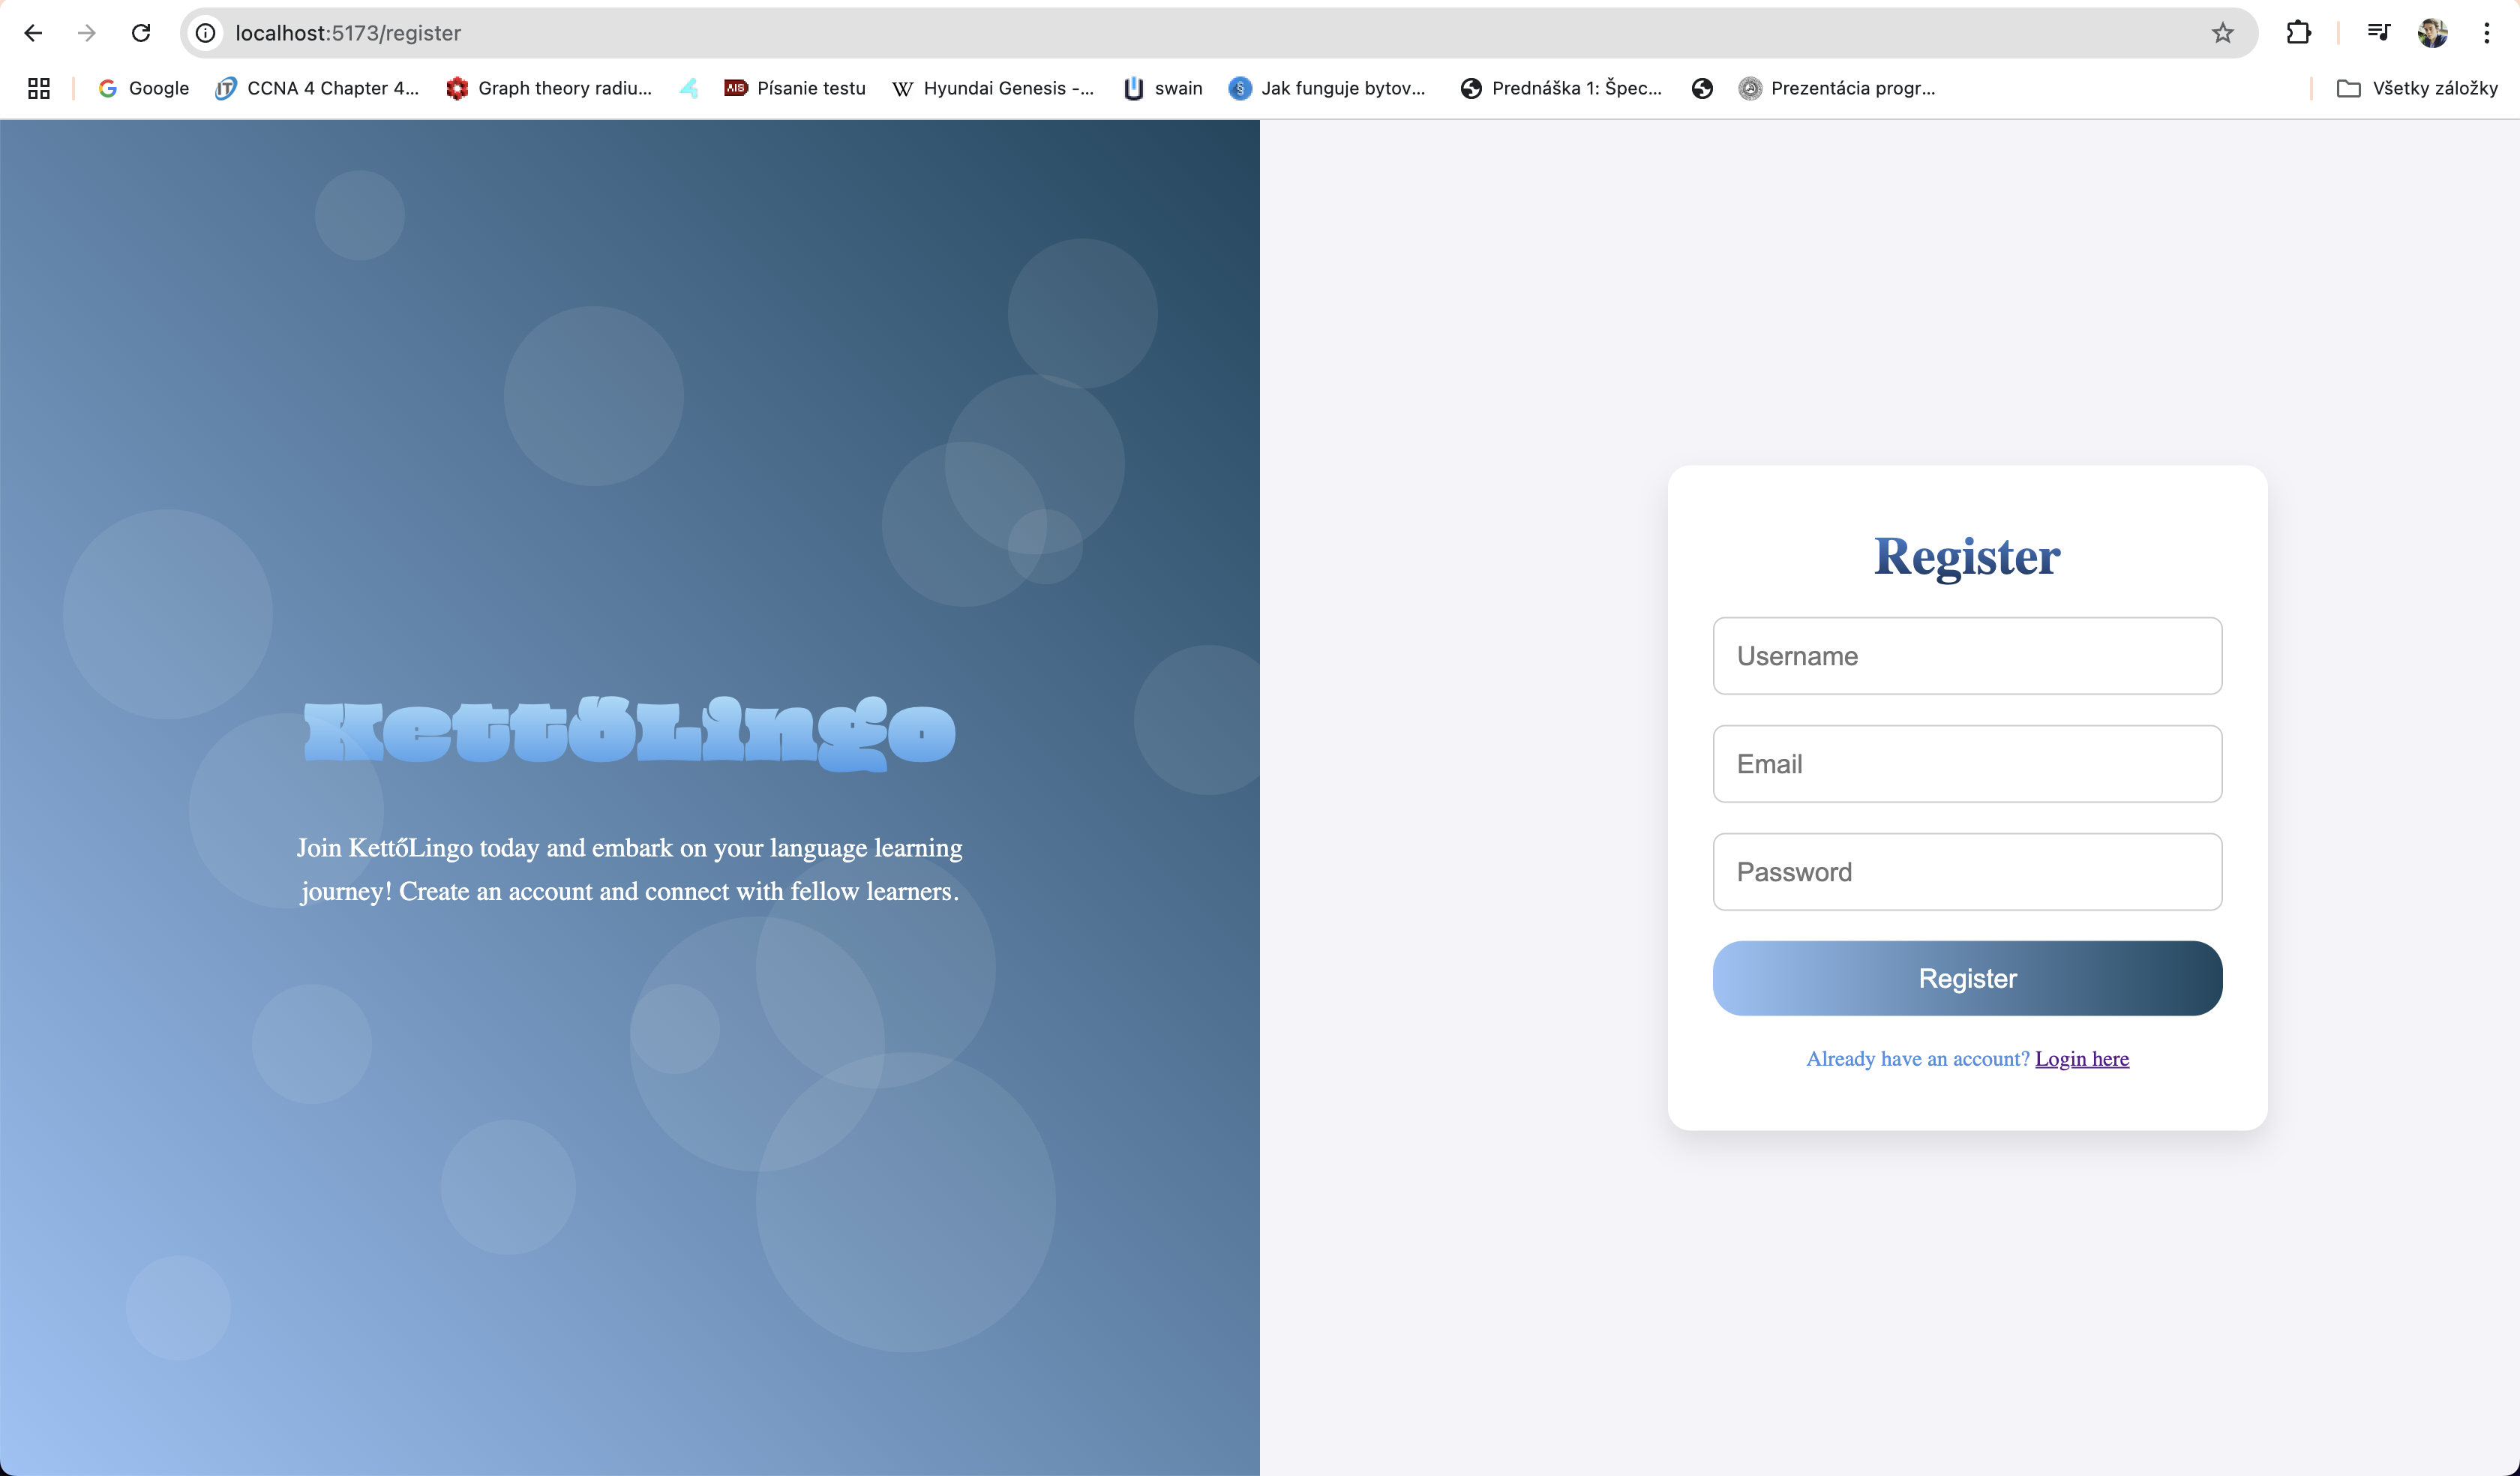 localhost:5173/register
Google
CCNA 4 Chapter 4...
Graph theory radiu...
AIS
Písanie testu
Hyundai Genesis -...
swain
Jak funguje bytov...
Prednáška 1: Špec...
Prezentácia progr...
Všetky záložky
KettőLingo
Join KettőLingo today and embark on your language learning
journey! Create an account and connect with fellow learners.
Register
Username
Email
Password
Register
Already have an account? Login here